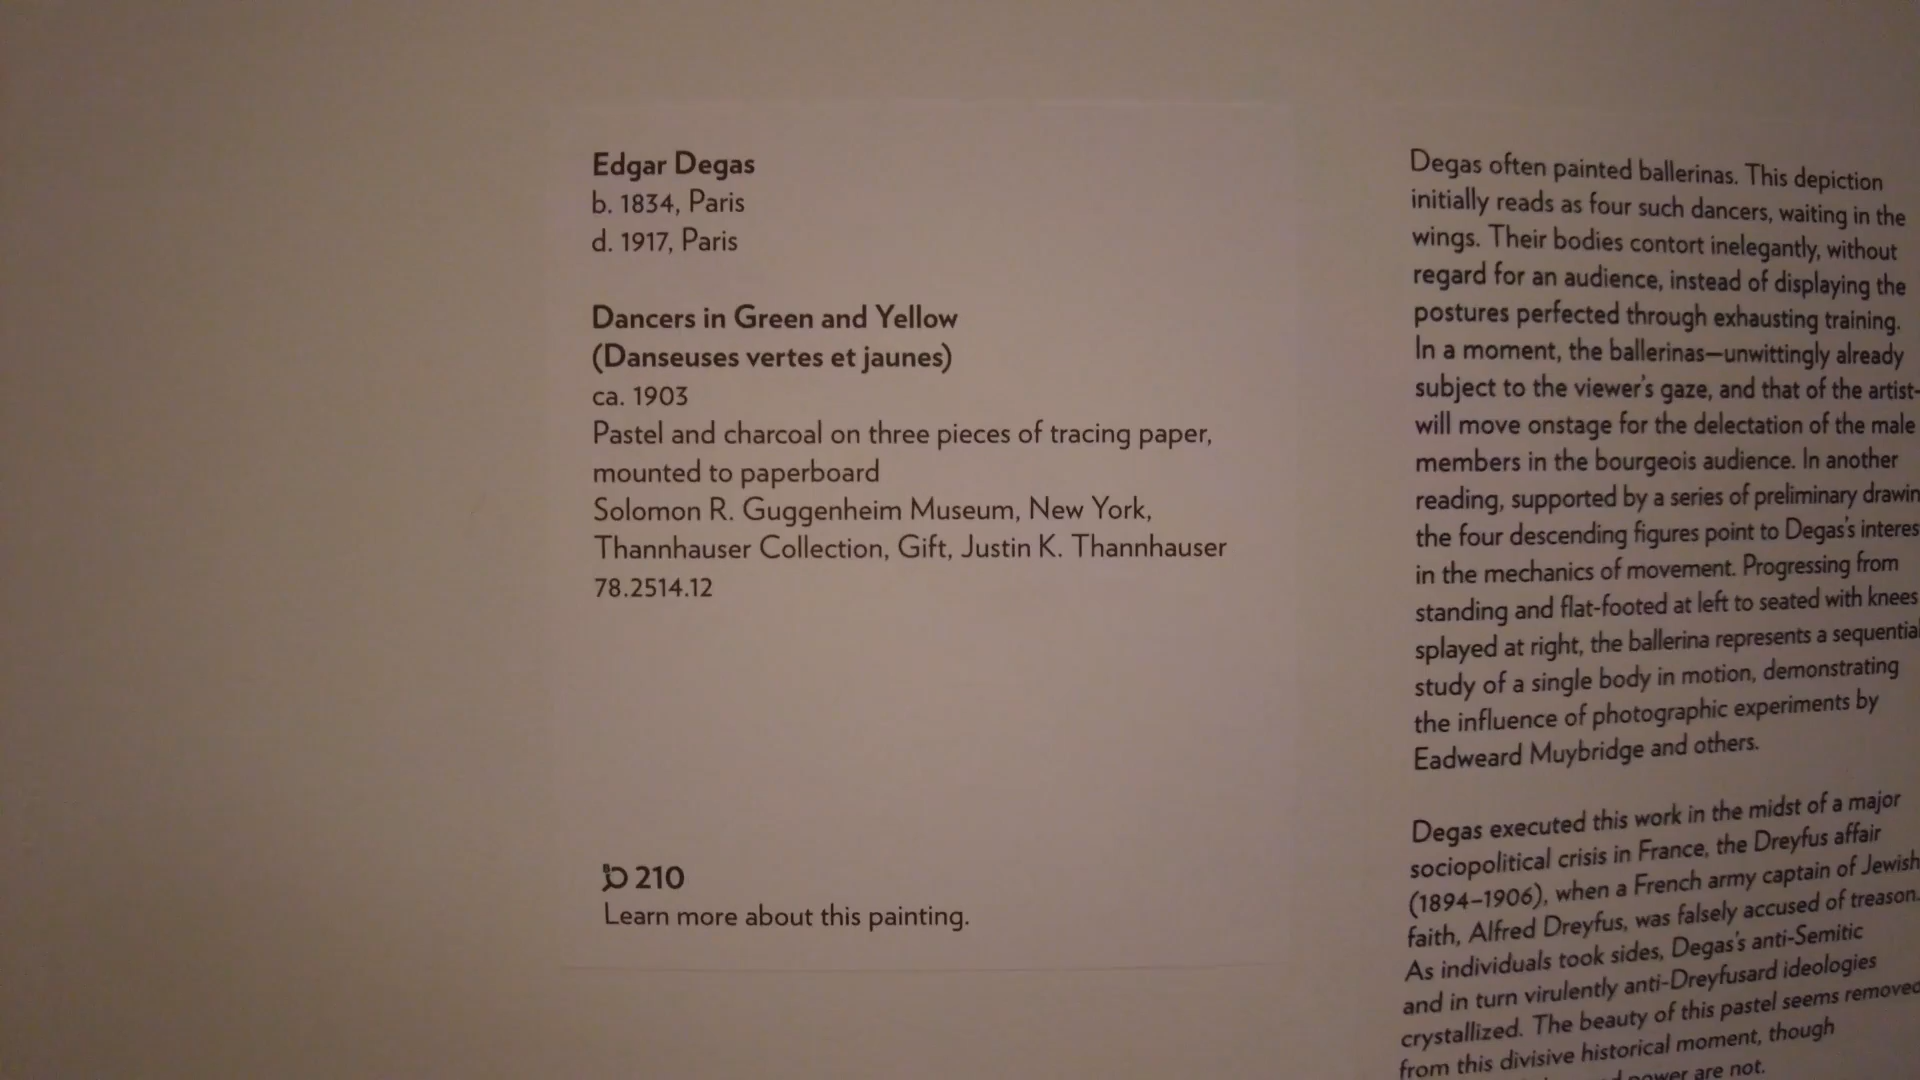 Edgar Degas
b. 1834, Paris
d. 1917, Paris
Dancers in Green and Yellow
(Danseuses vertes et jaunes)
ca. 1903
Pastel and charcoal on three pieces of tracing paper,
mounted to paperboard
Solomon R. Guggenheim Museum, New York,
Thannhauser Collection, Gift, Justin K. Thannhauser
78.2514.12
210
Learn more about this painting.
Degas often painted ballerinas. This depiction
initially reads as four such dancers, waiting in the
wings. Their bodies contort inelegantly, without
regard for an audience, instead of displaying the
postures perfected through exhausting training.
In a moment, the ballerinas—unwittingly already
subject to the viewer's gaze, and that of the artist—
will move onstage for the delectation of the male
members in the bourgeois audience. In another
reading, supported by a series of preliminary drawin
the four descending figures point to Degas's interes
in the mechanics of movement. Progressing from
standing and flat-footed at left to seated with knees
splayed at right, the ballerina represents a sequential
study of a single body in motion, demonstrating
the influence of photographic experiments by
Eadweard Muybridge and others.
Degas executed this work in the midst of a major
sociopolitical crisis in France, the Dreyfus affair
(1894–1906), when a French army captain of Jewish
faith, Alfred Dreyfus, was falsely accused of treason.
As individuals took sides, Degas's anti-Semitic
and in turn virulently anti-Dreyfusard ideologies
crystallized. The beauty of this pastel seems removed
from this divisive historical moment, though
power are not.